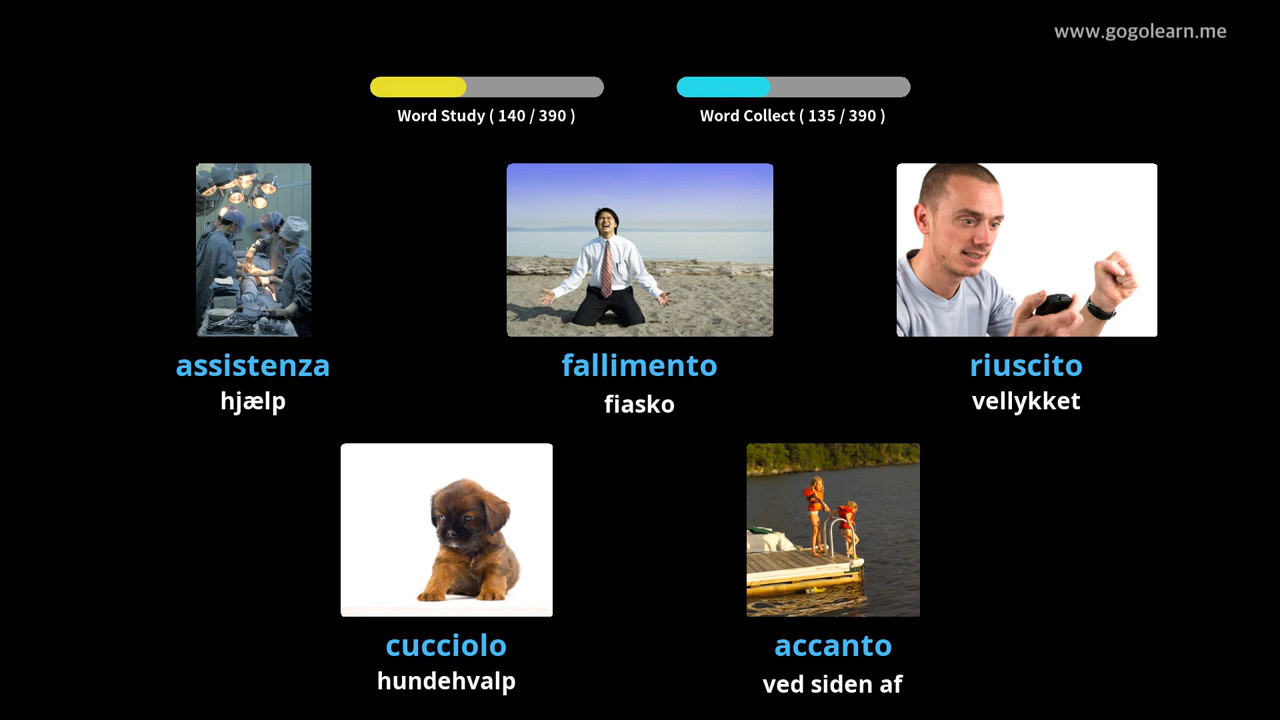 www.gogolearn.me
Word Study ( 140 / 390 )
Word Collect ( 135 / 390 )
assistenza
hjælp
fallimento
fiasko
riuscito
vellykket
cucciolo
hundehvalp
accanto
ved siden af